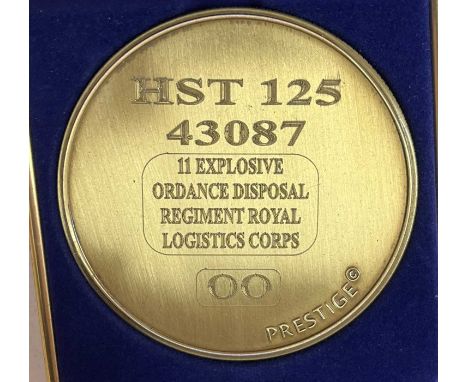 HST 125
43087
11 EXPLOSIVE
ORDANCE DISPOSAL
REGIMENT ROYAL
LOGISTICS CORPS
OO
PRESTIGE©